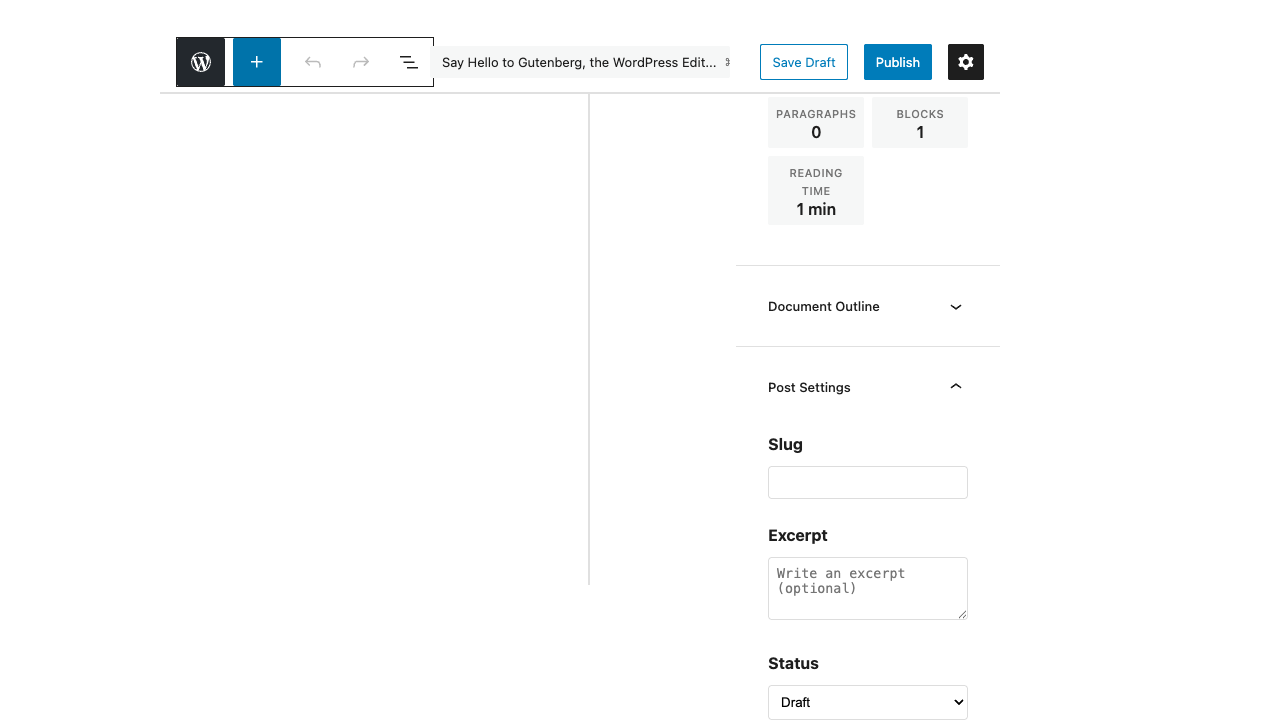 Say Hello to Gutenberg, the WordPress Edit...
Save Draft
Publish
PARAGRAPHS
0
BLOCKS
1
READING
TIME
1 min
Document Outline
Post Settings
Slug
Excerpt
Write an excerpt
(optional)
Status
Draft